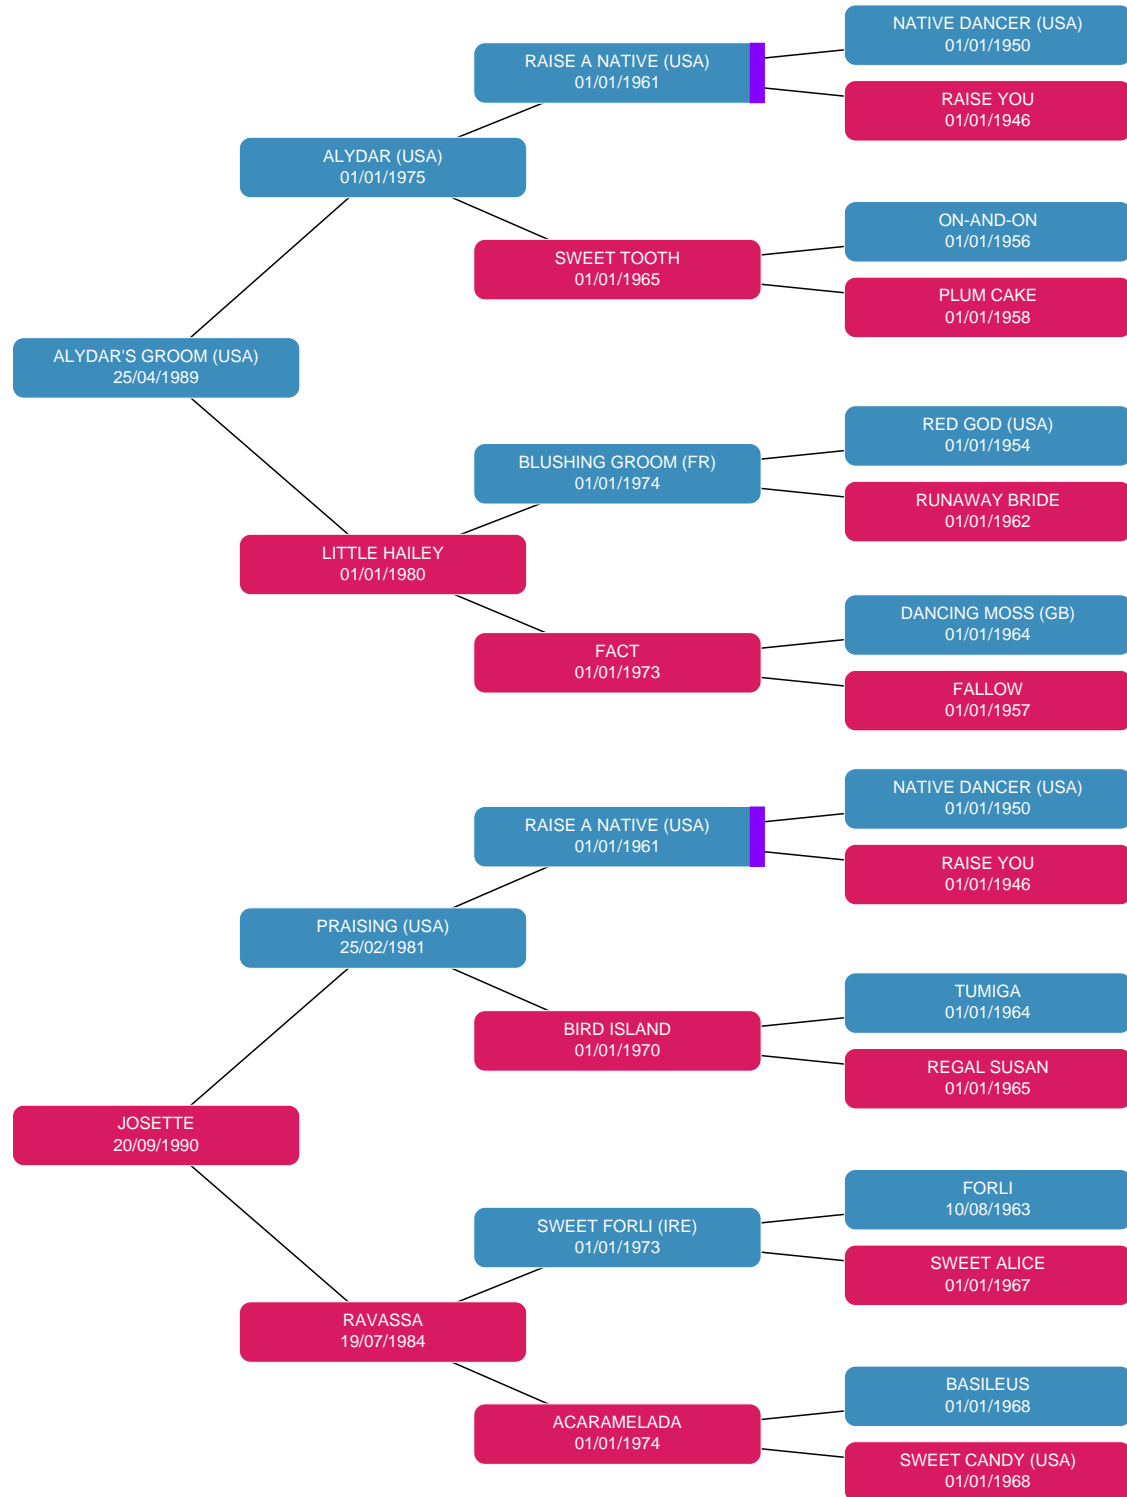 NATIVE DANCER (USA)
01/01/1950
RAISE A NATIVE (USA)
01/01/1961
RAISE YOU
01/01/1946
ALYDAR (USA)
01/01/1975
ON-AND-ON
01/01/1956
SWEET TOOTH
01/01/1965
PLUM CAKE
01/01/1958
ALYDAR'S GROOM (USA)
25/04/1989
RED GOD (USA)
01/01/1954
BLUSHING GROOM (FR)
01/01/1974
RUNAWAY BRIDE
01/01/1962
LITTLE HAILEY
01/01/1980
DANCING MOSS (GB)
01/01/1964
FACT
01/01/1973
FALLOW
01/01/1957
NATIVE DANCER (USA)
01/01/1950
RAISE A NATIVE (USA)
01/01/1961
RAISE YOU
01/01/1946
PRAISING (USA)
25/02/1981
TUMIGA
01/01/1964
BIRD ISLAND
01/01/1970
REGAL SUSAN
01/01/1965
JOSETTE
20/09/1990
FORLI
10/08/1963
SWEET FORLI (IRE)
01/01/1973
SWEET ALICE
01/01/1967
RAVASSA
19/07/1984
BASILEUS
01/01/1968
ACARAMELADA
01/01/1974
SWEET CANDY (USA)
01/01/1968